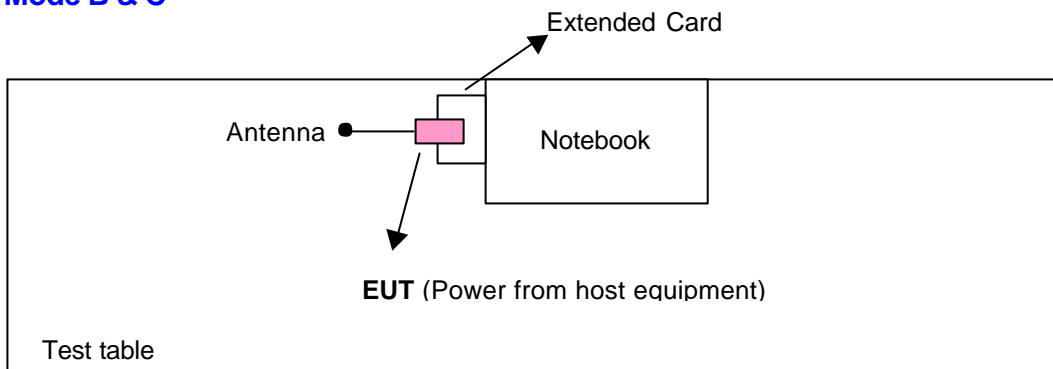 Mode B & C
Extended Card
Antenna
Notebook
EUT (Power from host equipment)
Test table